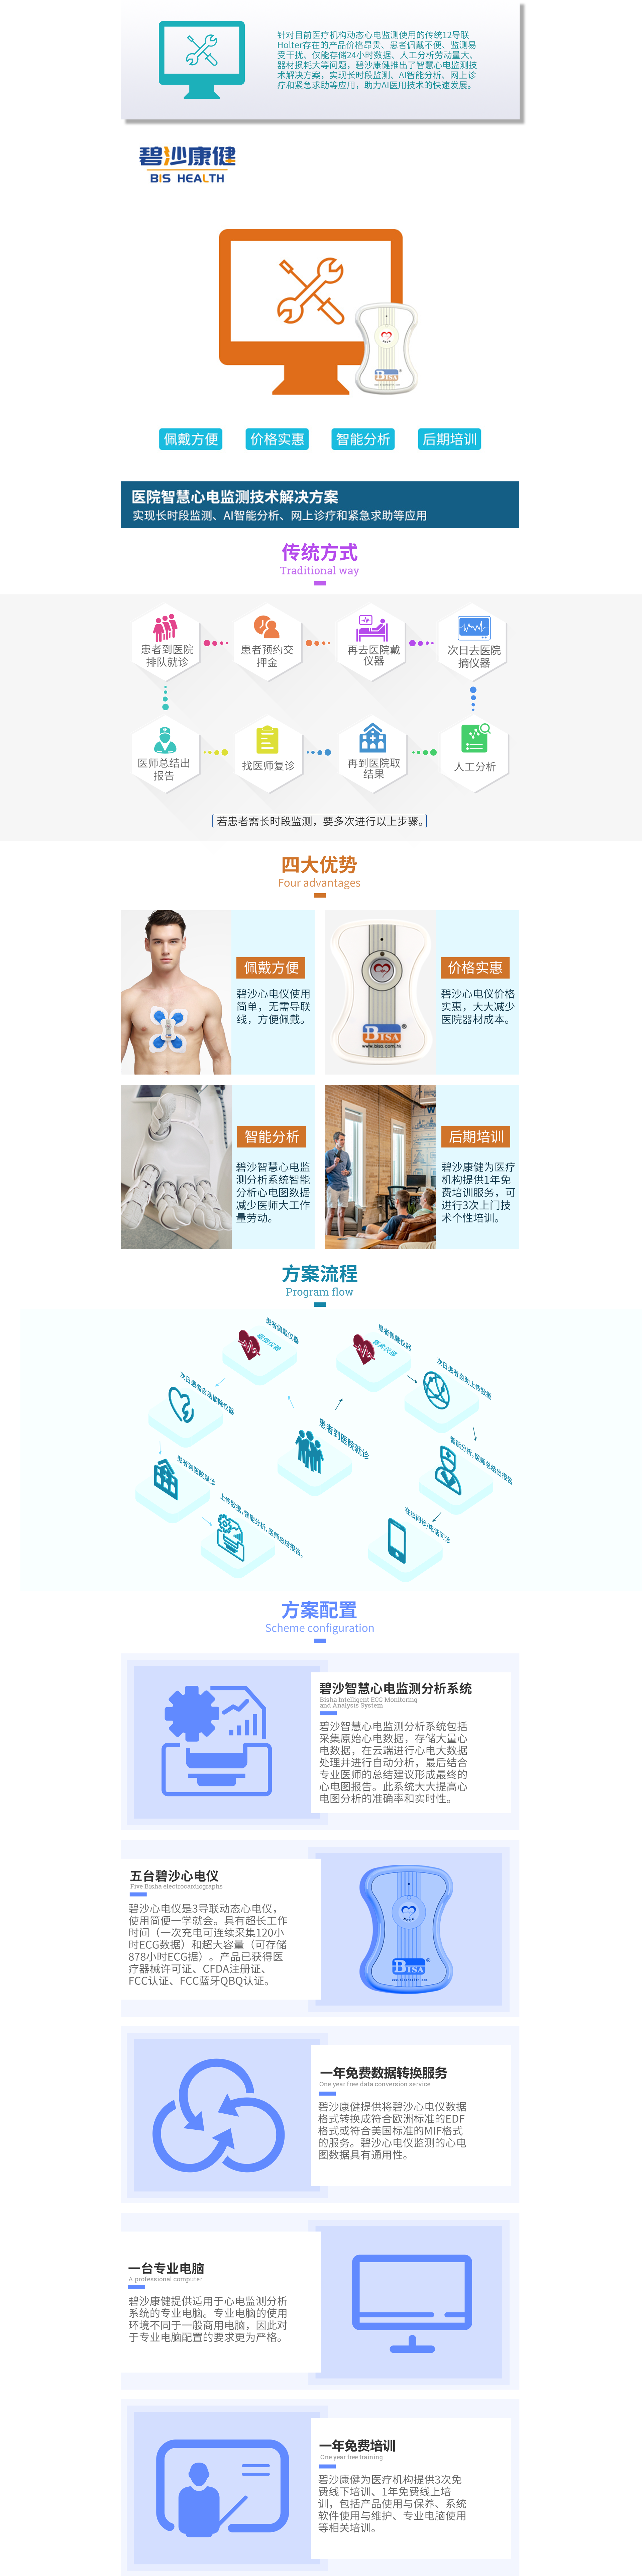 针对目前医疗机构动态心电监测使用的传统12导联
Holter存在的产品价格昂贵、患者佩戴不便、监测易
受干扰、仅能存储24小时数据、人工分析劳动量大、
器材损耗大等问题，碧沙康健推出了智慧心电监测技
术解决方案，实现长时段监测、AI智能分析、网上诊
疗和紧急求助等应用，助力AI医用技术的快速发展。
碧沙康健
BIS HEALTH
BISA
佩戴方便
价格实惠
智能分析
后期培训
医院智慧心电监测技术解决方案
实现长时段监测、AI智能分析、网上诊疗和紧急求助等应用
传统方式
Traditional way
患者到医院
排队就诊
患者预约交
押金
再去医院戴
仪器
次日去医院
摘仪器
医师总结出
报告
找医师复诊
再到医院取
结果
人工分析
若患者需长时段监测，要多次进行以上步骤。
四大优势
Four advantages
佩戴方便
碧沙心电仪使用
简单，无需导联
线，方便佩戴。
BISA
www.bisa.com.hk
价格实惠
碧沙心电仪价格
实惠，大大减少
医院器材成本。
智能分析
碧沙智慧心电监
测分析系统智能
分析心电图数据
减少医师大工作
量劳动。
后期培训
碧沙康健为医疗
机构提供1年免
费培训服务，可
进行3次上门技
术个性培训。
方案流程
Program flow
患者佩戴仪器
患者佩戴仪器
次日患者自助摘除仪器
次日患者自助上传数据
患者到医院就诊
患者到医院复诊
智能分析，医师总结出报告
上传数据，智能分析，医师总结报告。
在线问诊/电话问诊
方案配置
Scheme configuration
碧沙智慧心电监测分析系统
Bisha Intelligent ECG Monitoring
and Analysis System
碧沙智慧心电监测分析系统包括
采集原始心电数据，存储大量心
电数据，在云端进行心电大数据
处理并进行自动分析，最后结合
专业医师的总结建议形成最终的
心电图报告。此系统大大提高心
电图分析的准确率和实时性。
五台碧沙心电仪
Five Bisha electrocardiographs
碧沙心电仪是3导联动态心电仪，
使用简便一学就会。具有超长工作
时间（一次充电可连续采集120小
时ECG数据）和超大容量（可存储
878小时ECG据）。产品已获得医
疗器械许可证、CFDA注册证、
FCC认证、FCC蓝牙QBQ认证。
BISA
一年免费数据转换服务
One year free data conversion service
碧沙康健提供将碧沙心电仪数据
格式转换成符合欧洲标准的EDF
格式或符合美国标准的MIF格式
的服务。碧沙心电仪监测的心电
图数据具有通用性。
一台专业电脑
A professional computer
碧沙康健提供适用于心电监测分析
系统的专业电脑。专业电脑的使用
环境不同于一般商用电脑，因此对
于专业电脑配置的要求更为严格。
一年免费培训
One year free training
碧沙康健为医疗机构提供3次免
费线下培训、1年免费线上培
训，包括产品使用与保养、系统
软件使用与维护、专业电脑使用
等相关培训。